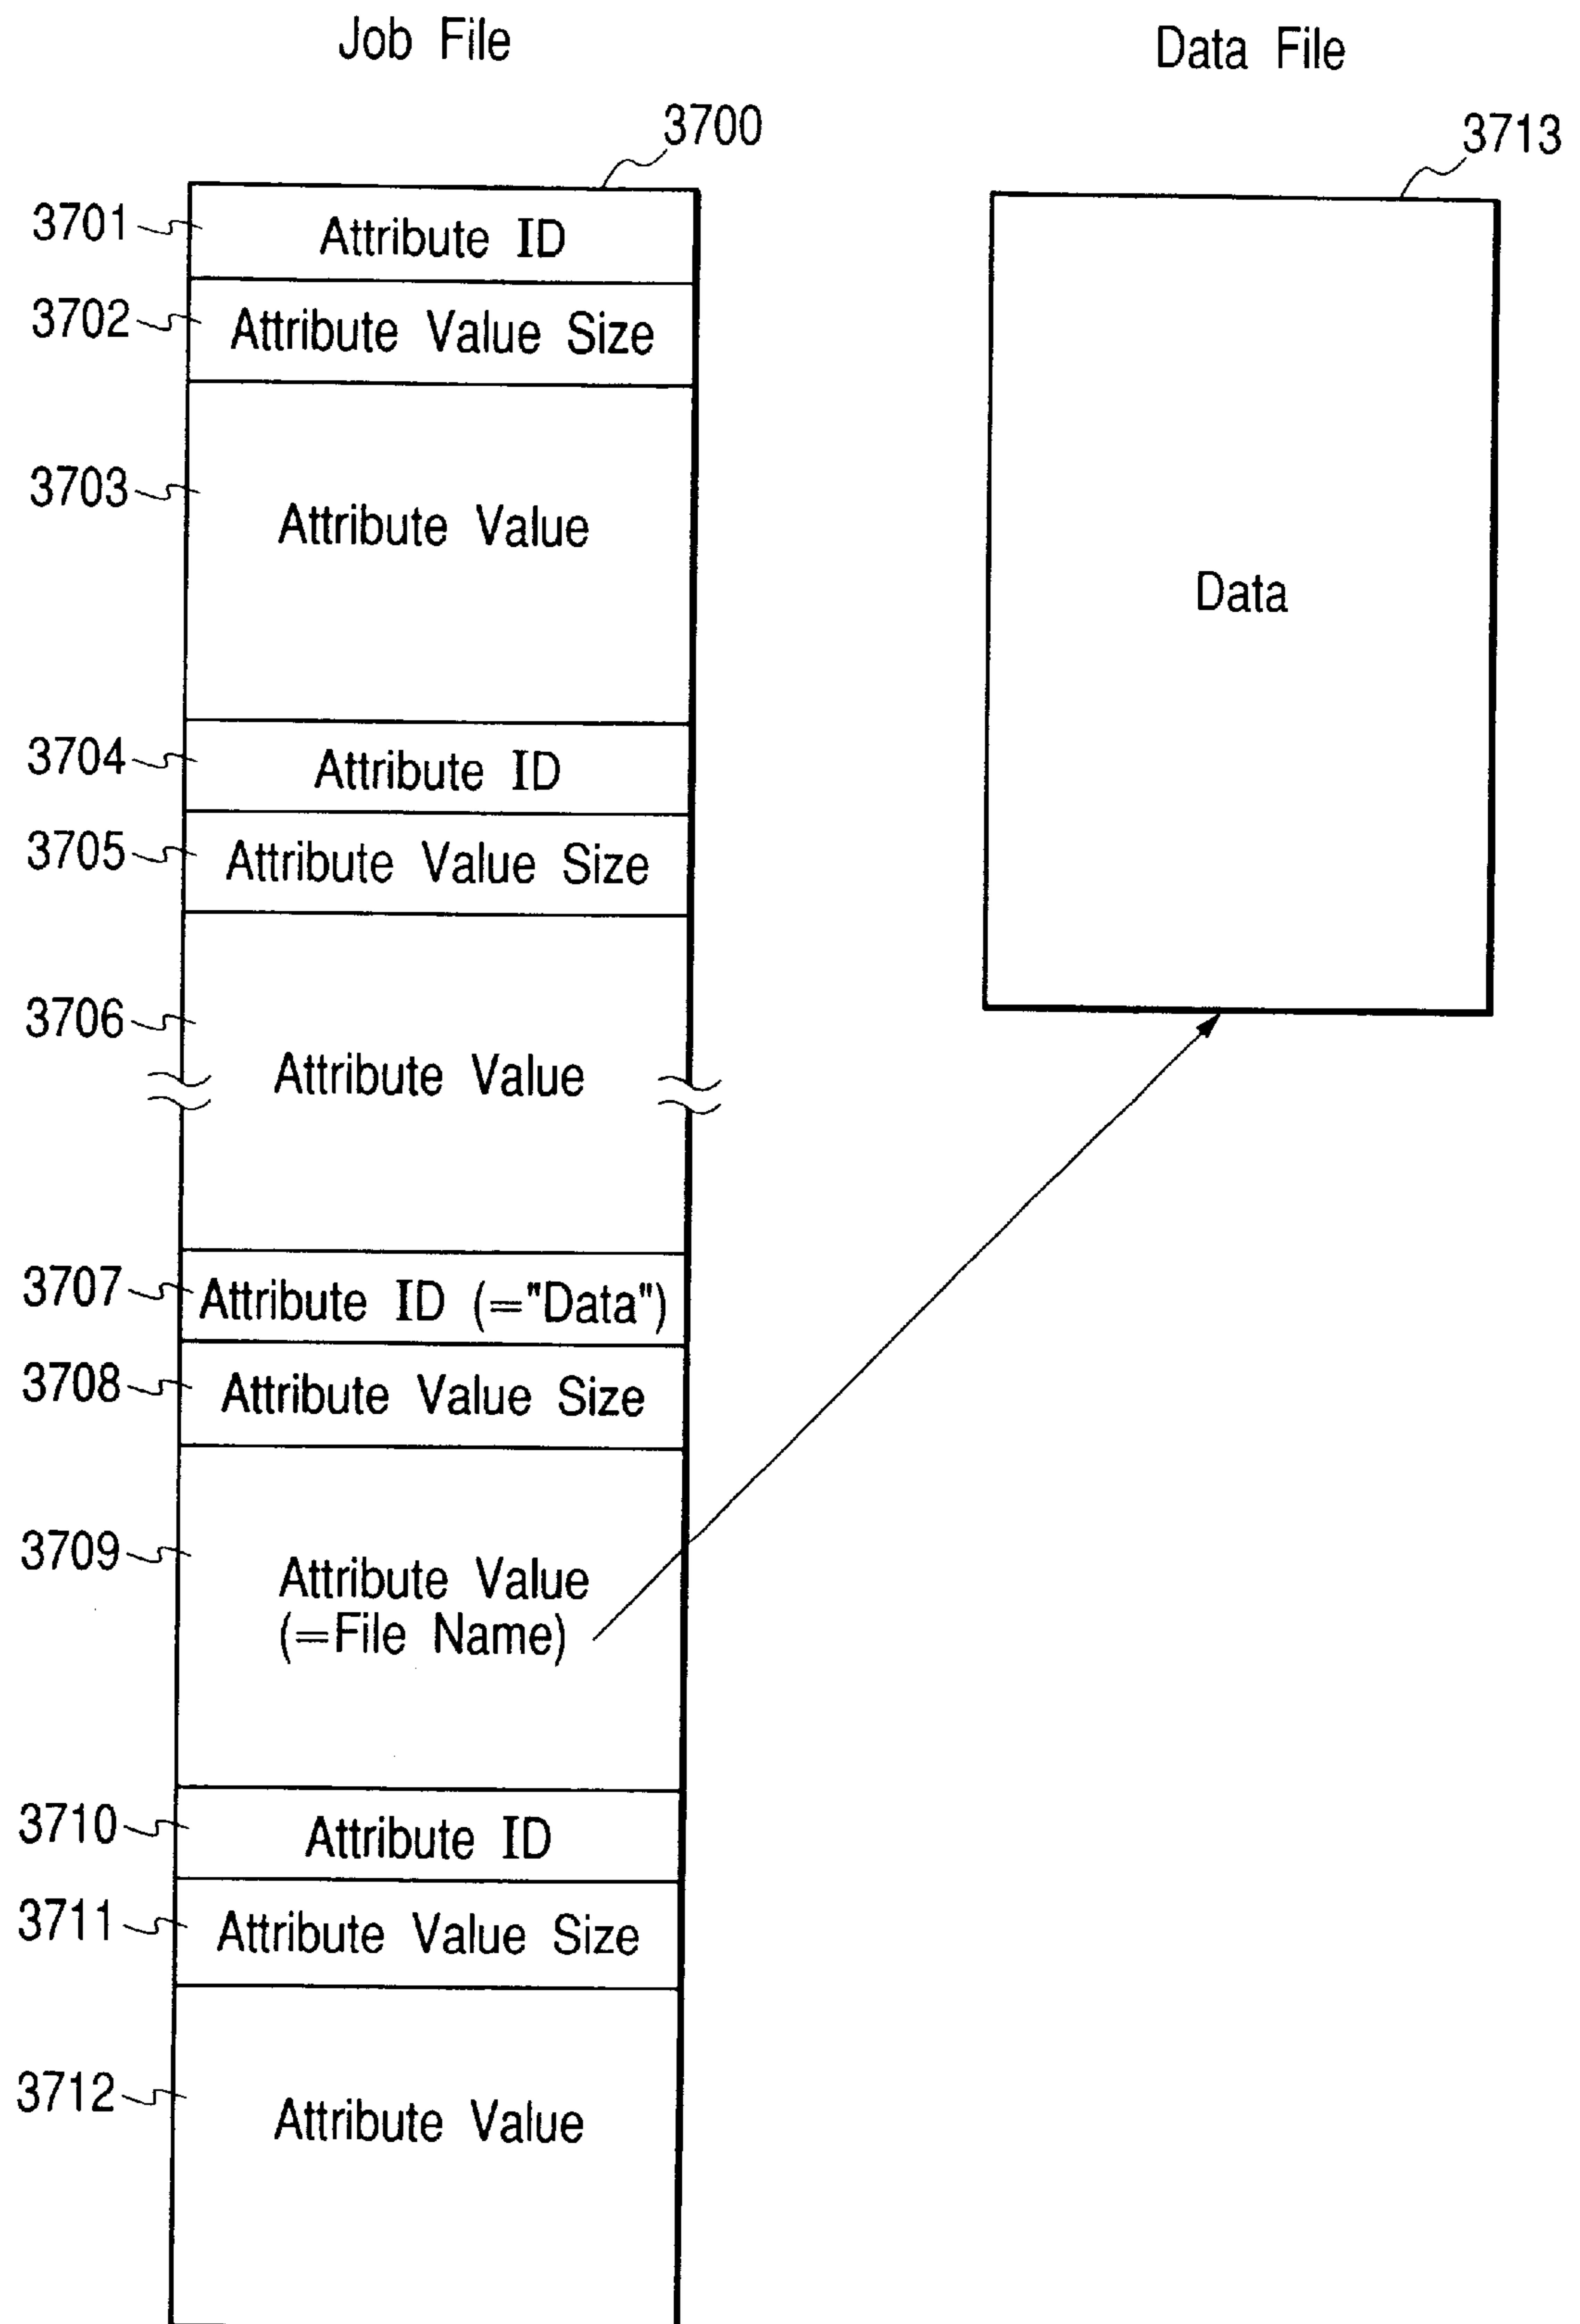 Job File
Data File
3700
3713
3701
Attribute ID
3702
Attribute Value Size
3703
Attribute Value
Data
3704
Attribute ID
3705
Attribute Value Size
3706
Attribute Value
3707
Attribute ID (="Data")
3708
Attribute Value Size
3709
Attribute Value
(=File Name)
3710
Attribute ID
3711
Attribute Value Size
3712
Attribute Value